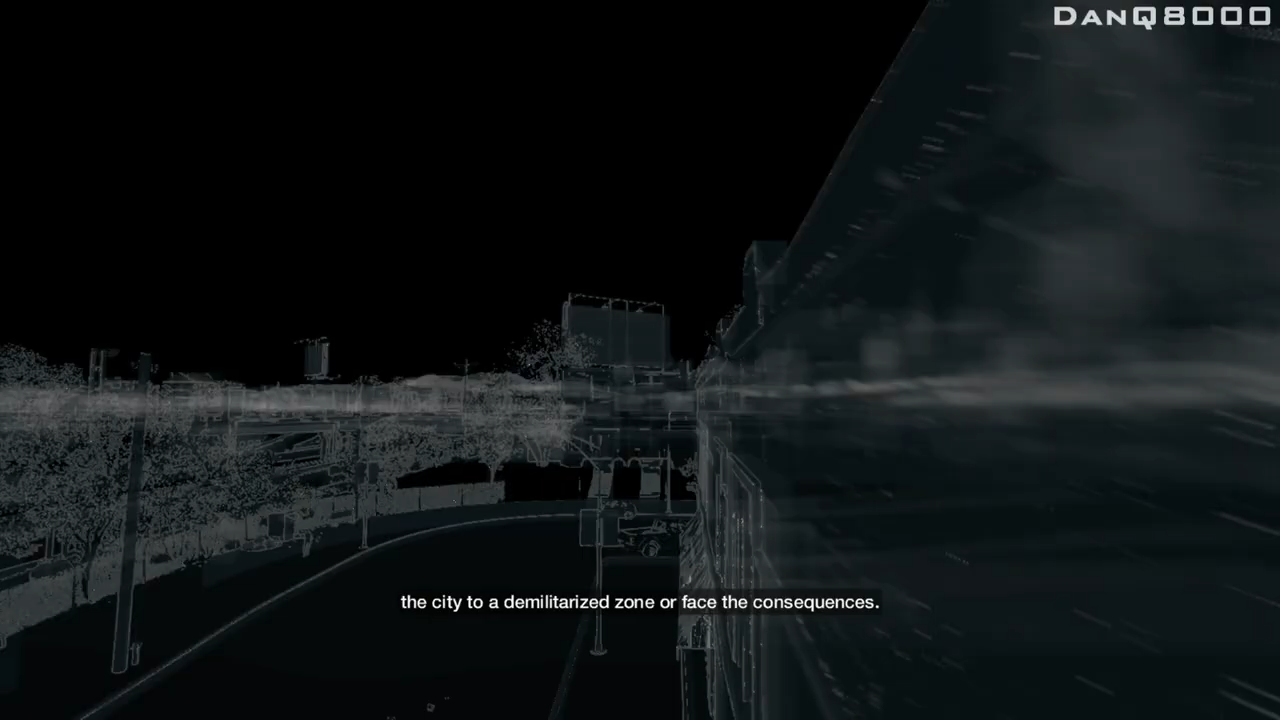 DanQ8000
the city to a demilitarized zone or face the consequences.